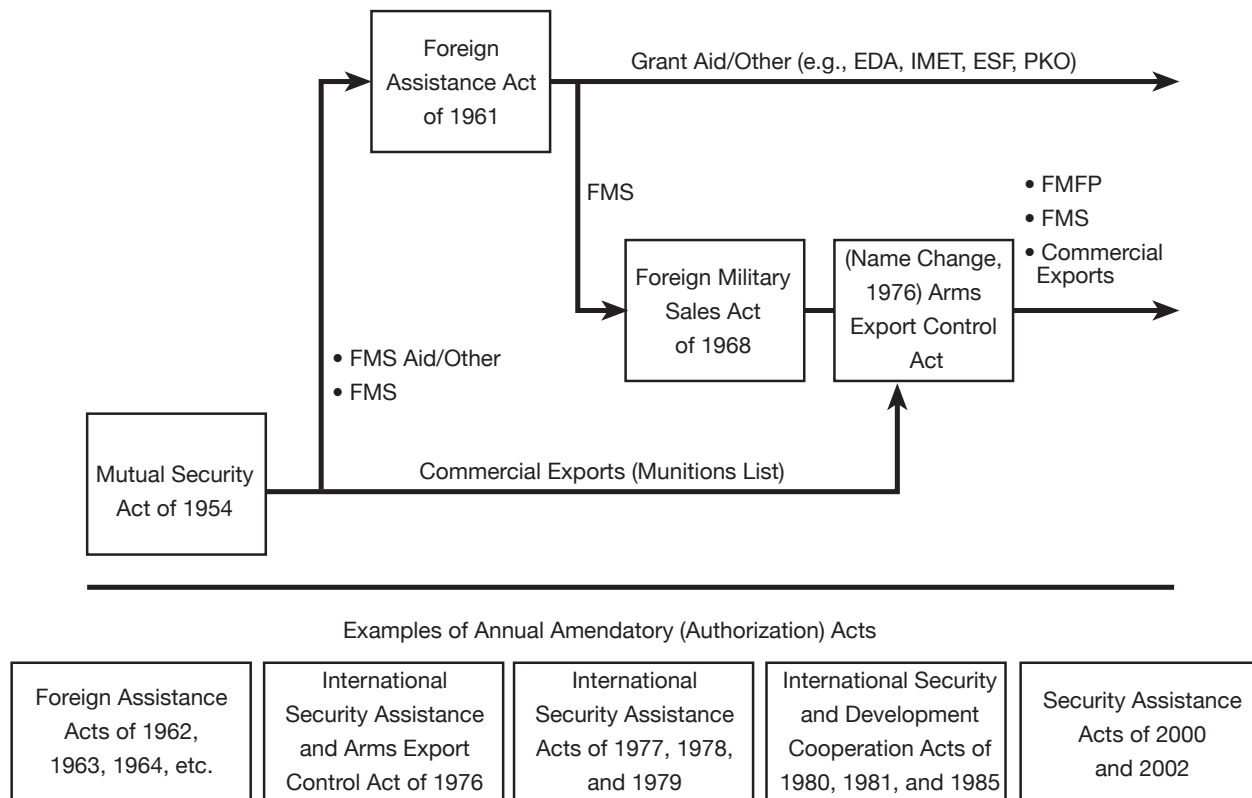 Foreign
Assistance Act
of 1961
Grant Aid/Other (e.g., EDA, IMET, ESF, PKO)
FMS
• FMFP
• FMS
• Commercial
Exports
Foreign Military
Sales Act
of 1968
(Name Change,
1976) Arms
Export Control
Act
• FMS Aid/Other
• FMS
Mutual Security
Act of 1954
Commercial Exports (Munitions List)
Examples of Annual Amendatory (Authorization) Acts
Foreign Assistance
Acts of 1962,
1963, 1964, etc.
International
Security Assistance
and Arms Export
Control Act of 1976
International
Security Assistance
Acts of 1977, 1978,
and 1979
International Security
and Development
Cooperation Acts of
1980, 1981, and 1985
Security Assistance
Acts of 2000
and 2002